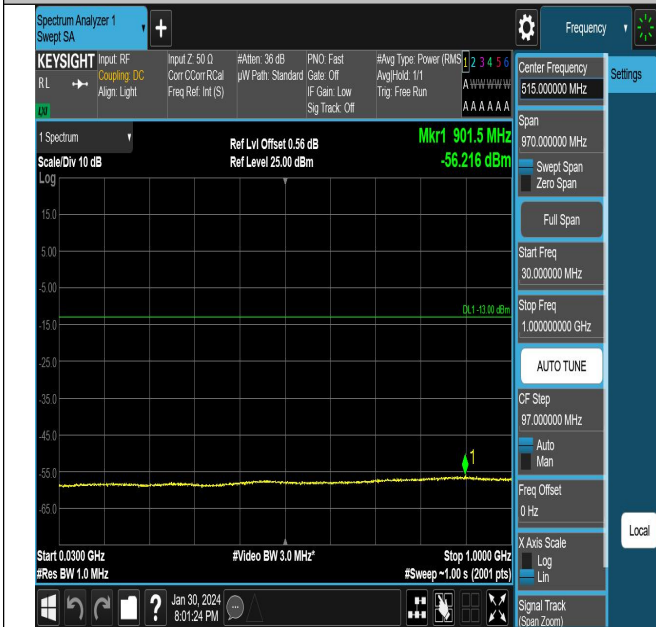 Spectrum Analyzer 1
Swept SA
+
Frequency
KEYSIGHT
RL
LXI
Input: RF
Coupling: DC
Align: Light
Input Z: 50 Ω
Corr CCorr RCal
Freq Ref: Int (S)
#Atten: 36 dB
µW Path: Standard
PNO: Fast
Gate: Off
IF Gain: Low
Sig Track: Off
#Avg Type: Power (RMS
Avg|Hold: 1/1
Trig: Free Run
1 2 3 4 5 6
A W W W W W
A A A A A A
1 Spectrum
Scale/Div 10 dB
Log
Ref Lvl Offset 0.56 dB
Ref Level 25.00 dBm
Mkr1 901.5 MHz
-56.216 dBm
15.0
5.00
-5.00
-15.0
-25.0
-35.0
-45.0
-55.0
-65.0
DL1 -13.00 dBm
1
Start 0.0300 GHz
#Res BW 1.0 MHz
#Video BW 3.0 MHz*
Stop 1.0000 GHz
#Sweep ~1.00 s (2001 pts)
?
Jan 30, 2024
8:01:24 PM
Center Frequency
515.000000 MHz
Span
970.000000 MHz
Swept Span
Zero Span
Full Span
Start Freq
30.000000 MHz
Stop Freq
1.000000000 GHz
AUTO TUNE
CF Step
97.000000 MHz
Auto
Man
Freq Offset
0 Hz
X Axis Scale
Log
Lin
Signal Track
(Span Zoom)
Settings
Local